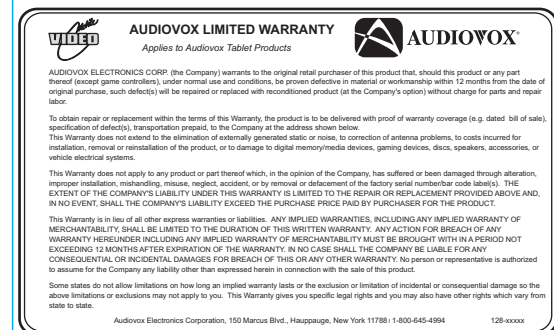 Mobile
VIDEO
AUDIOVOX LIMITED WARRANTY
Applies to Audiovox Tablet Products
AUDIOVOX®
AUDIOVOX ELECTRONICS CORP. (the Company) warrants to the original retail purchaser of this product that, should this product or any part
thereof (except game controllers), under normal use and conditions, be proven defective in material or workmanship within 12 months from the date of
original purchase, such defect(s) will be repaired or replaced with reconditioned product (at the Company's option) without charge for parts and repair
labor.
To obtain repair or replacement within the terms of this Warranty, the product is to be delivered with proof of warranty coverage (e.g. dated bill of sale),
specification of defect(s), transportation prepaid, to the Company at the address shown below.
This Warranty does not extend to the elimination of externally generated static or noise, to correction of antenna problems, to costs incurred for
installation, removal or reinstallation of the product, or to damage to digital memory/media devices, gaming devices, discs, speakers, accessories, or
vehicle electrical systems.
This Warranty does not apply to any product or part thereof which, in the opinion of the Company, has suffered or been damaged through alteration,
improper installation, mishandling, misuse, neglect, accident, or by removal or defacement of the factory serial number/bar code label(s). THE
EXTENT OF THE COMPANY'S LIABILITY UNDER THIS WARRANTY IS LIMITED TO THE REPAIR OR REPLACEMENT PROVIDED ABOVE AND,
IN NO EVENT, SHALL THE COMPANY'S LIABILITY EXCEED THE PURCHASE PRICE PAID BY PURCHASER FOR THE PRODUCT.
This Warranty is in lieu of all other express warranties or liabilities. ANY IMPLIED WARRANTIES, INCLUDING ANY IMPLIED WARRANTY OF
MERCHANTABILITY, SHALL BE LIMITED TO THE DURATION OF THIS WRITTEN WARRANTY. ANY ACTION FOR BREACH OF ANY
WARRANTY HEREUNDER INCLUDING ANY IMPLIED WARRANTY OF MERCHANTABILITY MUST BE BROUGHT WITH IN A PERIOD NOT
EXCEEDING 12 MONTHS AFTER EXPIRATION OF THE WARRANTY. IN NO CASE SHALL THE COMPANY BE LIABLE FOR ANY
CONSEQUENTIAL OR INCIDENTAL DAMAGES FOR BREACH OF THIS OR ANY OTHER WARRANTY. No person or representative is authorized
to assume for the Company any liability other than expressed herein in connection with the sale of this product.
Some states do not allow limitations on how long an implied warranty lasts or the exclusion or limitation of incidental or consequential damage so the
above limitations or exclusions may not apply to you. This Warranty gives you specific legal rights and you may also have other rights which vary from
state to state.
Audiovox Electronics Corporation, 150 Marcus Blvd., Hauppauge, New York 11788 : 1-800-645-4994 128-xxxxx